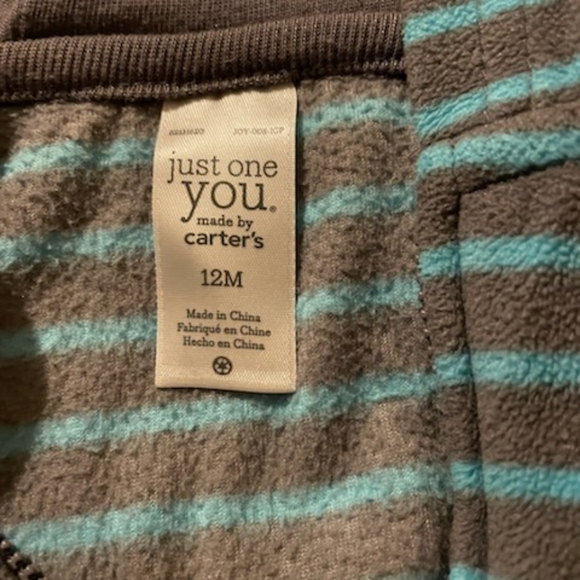 just one
you®
made by
carter's
12M
Made in China
Fabriqué en Chine
Hecho en China